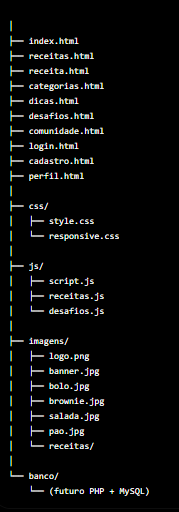 ├── index.html
├── receitas.html
├── receita.html
├── categorias.html
├── dicas.html
├── desafios.html
├── comunidade.html
├── login.html
├── cadastro.html
├── perfil.html
├── css/
│   ├── style.css
│   └── responsive.css
├── js/
│   ├── script.js
│   ├── receitas.js
│   └── desafios.js
├── imagens/
│   ├── logo.png
│   ├── banner.jpg
│   ├── bolo.jpg
│   ├── brownie.jpg
│   ├── salada.jpg
│   ├── pao.jpg
│   └── receitas/
└── banco/
    └── (futuro PHP + MySQL)